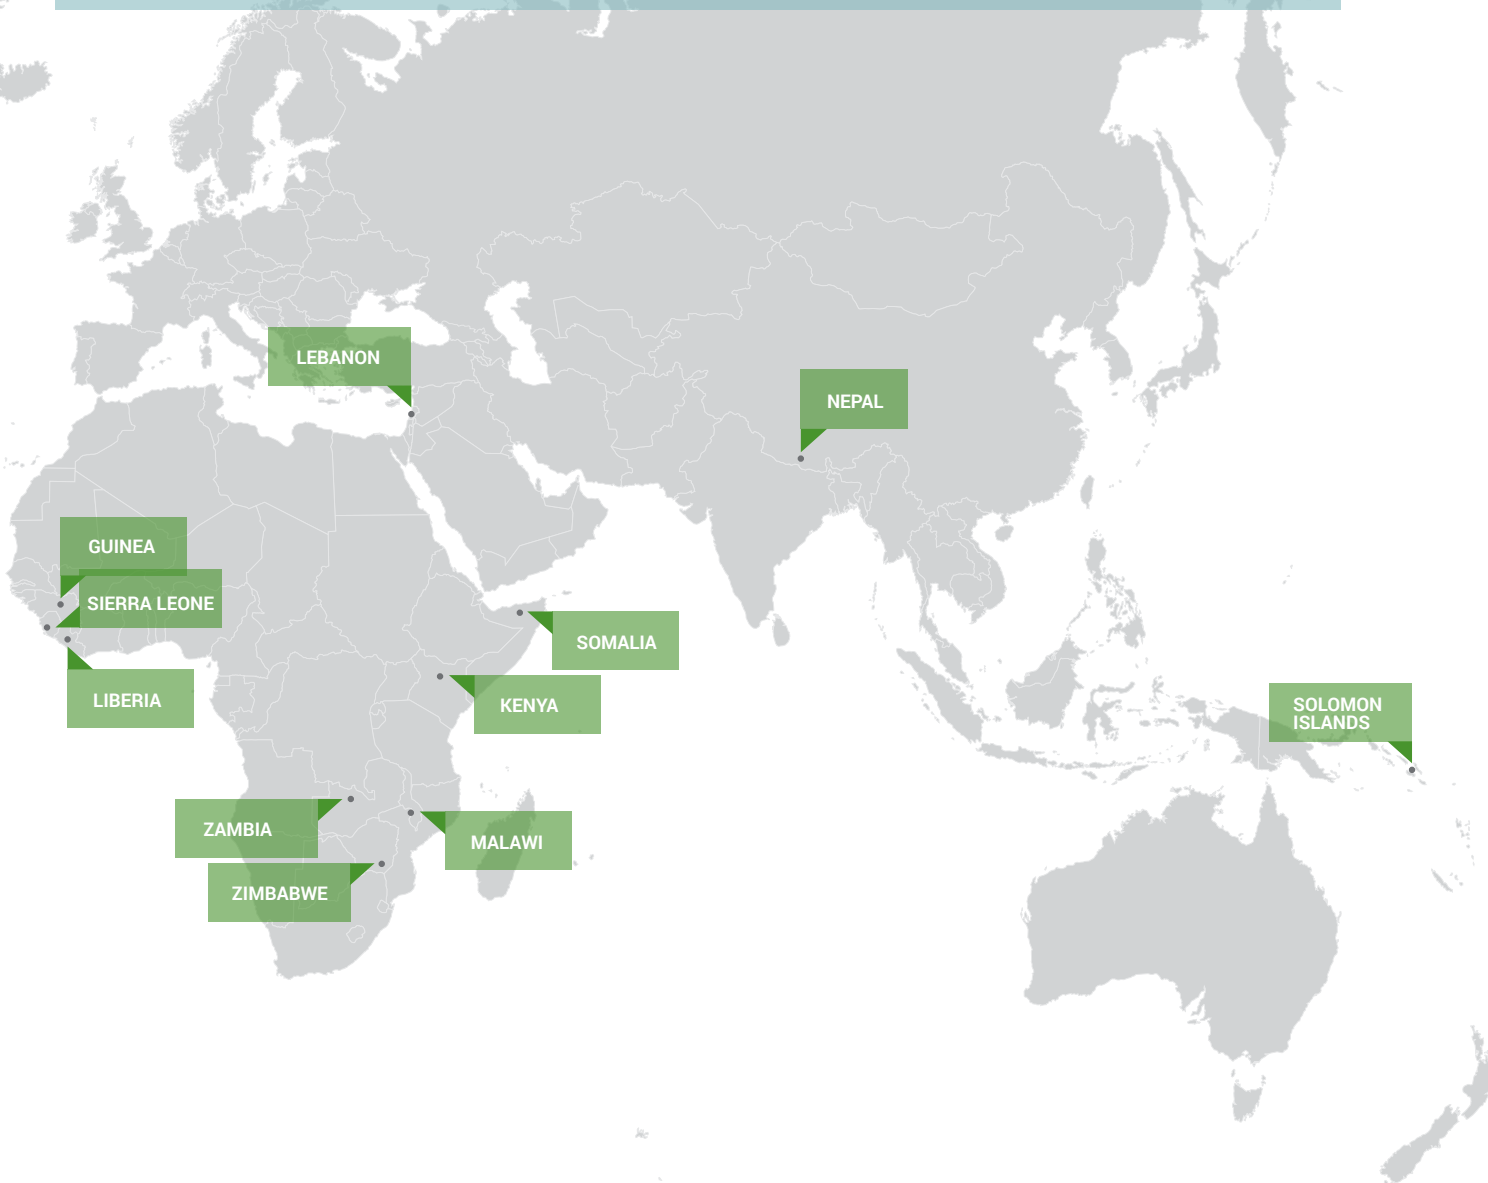 LEBANON
NEPAL
GUINEA
SIERRA LEONE
SOMALIA
LIBERIA
KENYA
SOLOMON
ISLANDS
ZAMBIA
MALAWI
ZIMBABWE